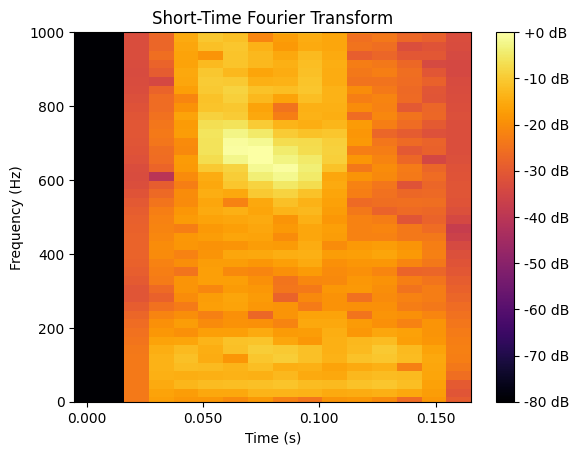 Short-Time Fourier Transform
1000
800
600
400
200
0
Frequency (Hz)
0.000
0.050
0.100
0.150
Time (s)
+0 dB
-10 dB
-20 dB
-30 dB
-40 dB
-50 dB
-60 dB
-70 dB
-80 dB